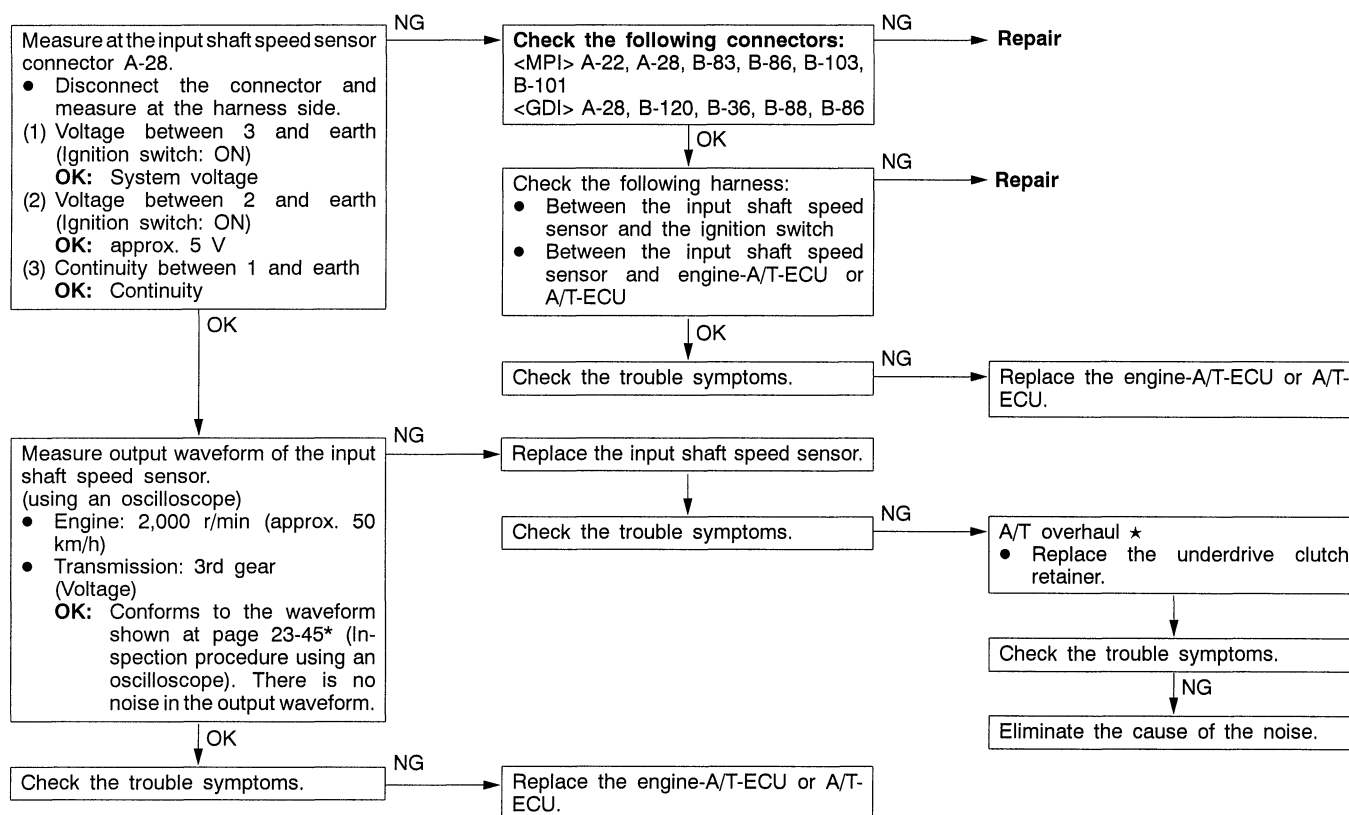 Measure at the input shaft speed sensor
connector A-28.
● Disconnect the connector and
measure at the harness side.
(1) Voltage between 3 and earth
(Ignition switch: ON)
OK: System voltage
(2) Voltage between 2 and earth
(Ignition switch: ON)
OK: approx. 5 V
(3) Continuity between 1 and earth
OK: Continuity
NG
Check the following connectors:
<MPI> A-22, A-28, B-83, B-86, B-103,
B-101
<GDI> A-28, B-120, B-36, B-88, B-86
NG
Repair
OK
Check the following harness:
● Between the input shaft speed
sensor and the ignition switch
● Between the input shaft speed
sensor and engine-A/T-ECU or
A/T-ECU
NG
Repair
OK
Check the trouble symptoms.
NG
Replace the engine-A/T-ECU or A/T-
ECU.
OK
Measure output waveform of the input
shaft speed sensor.
(using an oscilloscope)
● Engine: 2,000 r/min (approx. 50
km/h)
● Transmission: 3rd gear
(Voltage)
OK: Conforms to the waveform
shown at page 23-45* (In-
spection procedure using an
oscilloscope). There is no
noise in the output waveform.
NG
Replace the input shaft speed sensor.
Check the trouble symptoms.
NG
A/T overhaul ★
● Replace the underdrive clutch
retainer.
Check the trouble symptoms.
NG
Eliminate the cause of the noise.
OK
Check the trouble symptoms.
NG
Replace the engine-A/T-ECU or A/T-
ECU.